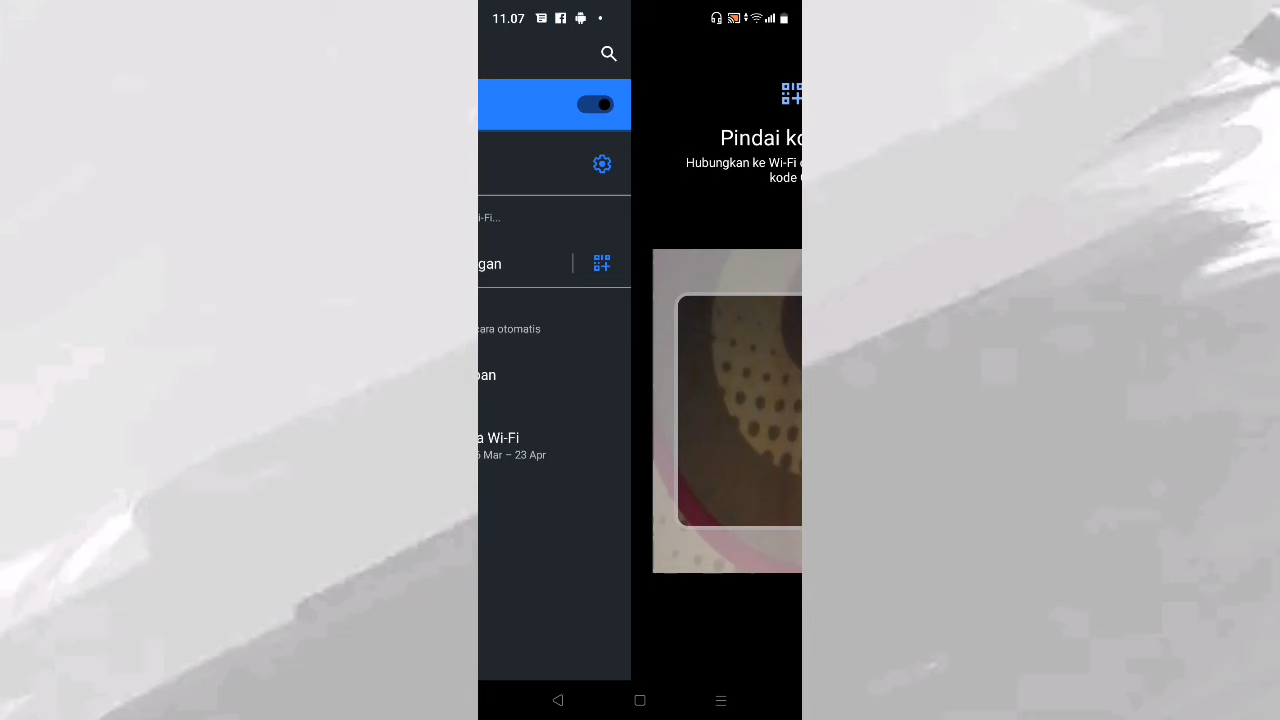 11.07
i-Fi...
gan
cara otomatis
pan
a Wi-Fi
6 Mar – 23 Apr
Pindai ko
Hubungkan ke Wi-Fi
kode